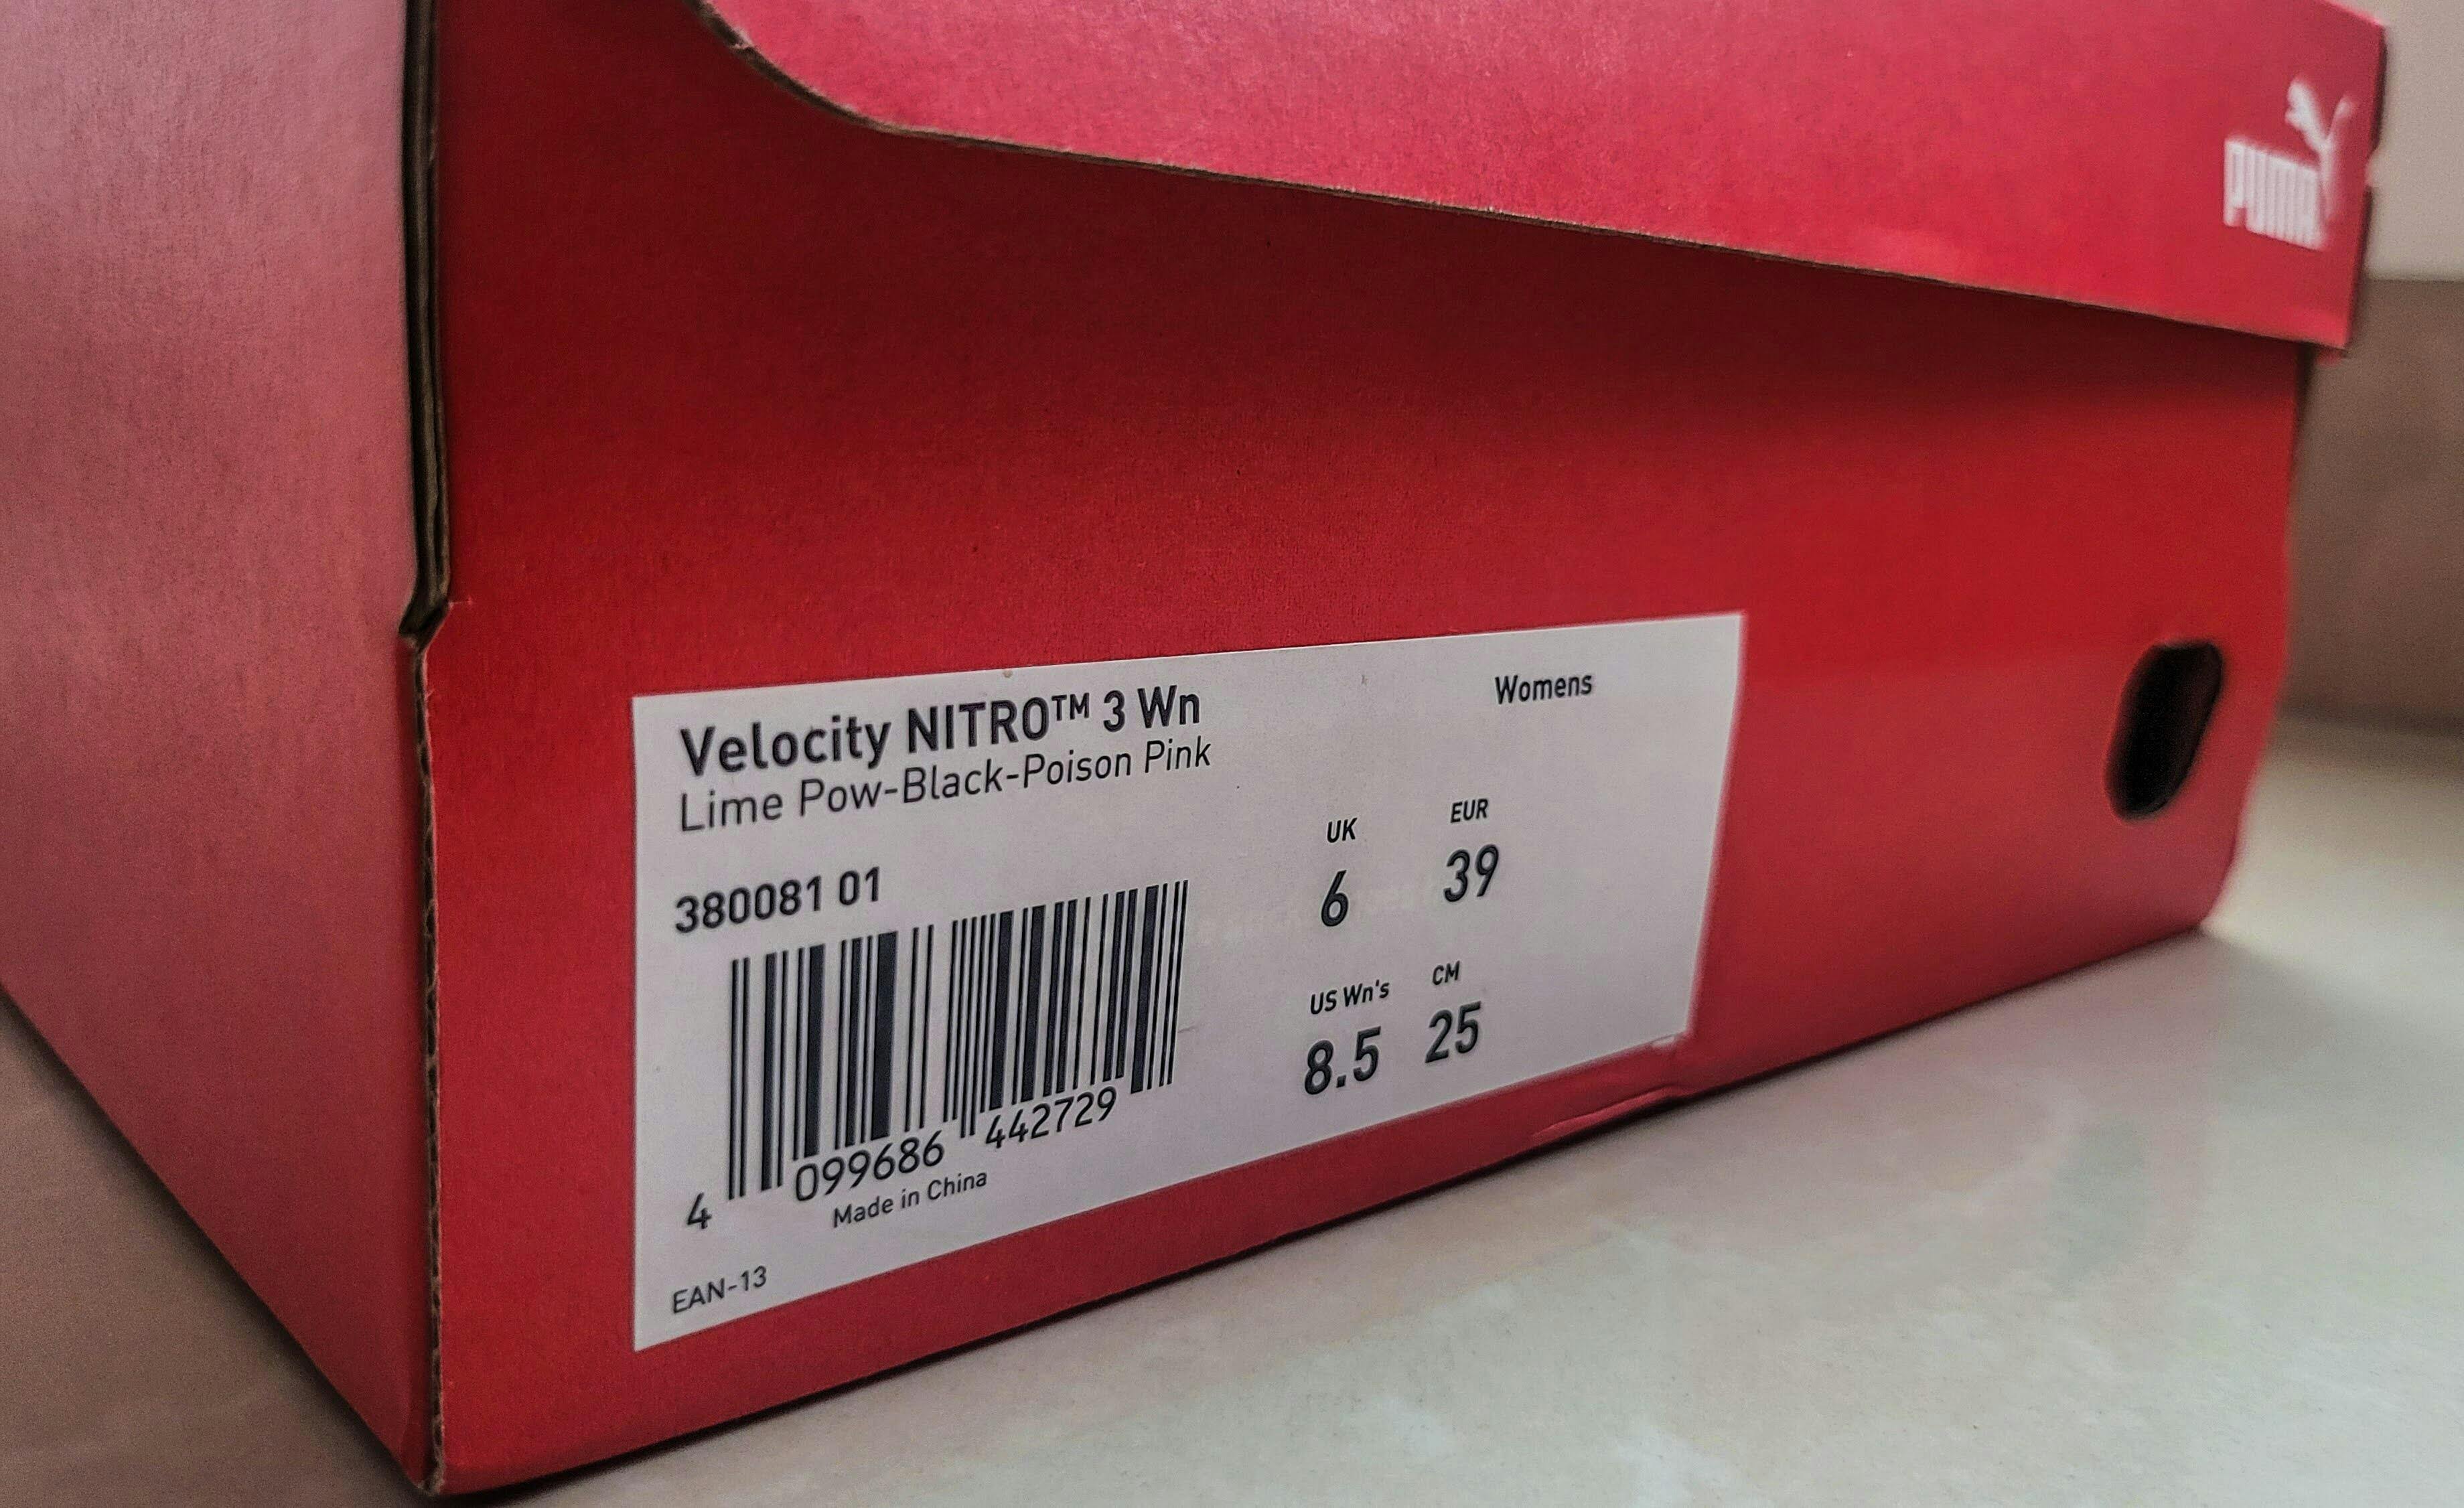 PUMA
Velocity NITRO™ 3 Wn
Womens
Lime Pow-Black-Poison Pink
380081 01
UK EUR
6 39
US Wn's CM
8.5 25
4 099686 442729
Made in China
EAN-13